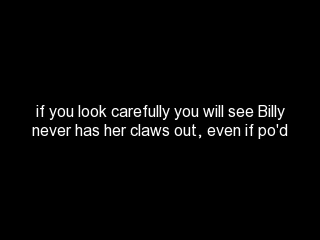 if you look carefully you will see Billy
never has her claws out, even if po'd